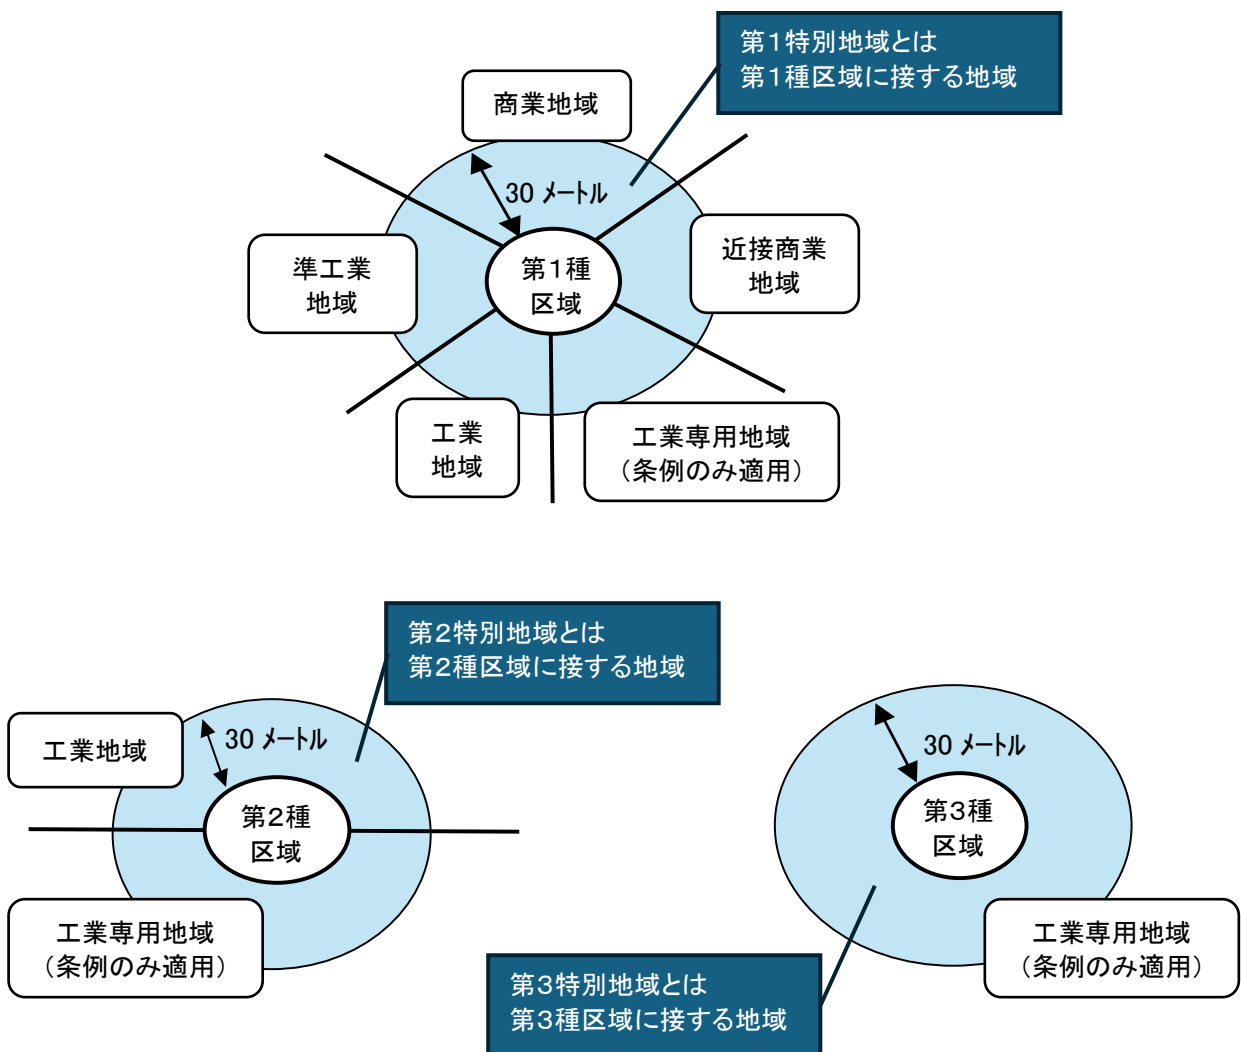 第１特別地域とは
第１種区域に接する地域
商業地域
30 メートル
準工業
地域
第１種
区域
近接商業
地域
工業
地域
工業専用地域
（条例のみ適用）
第２特別地域とは
第２種区域に接する地域
工業地域
30 メートル
第２種
区域
工業専用地域
（条例のみ適用）
30 メートル
第３種
区域
工業専用地域
（条例のみ適用）
第３特別地域とは
第３種区域に接する地域